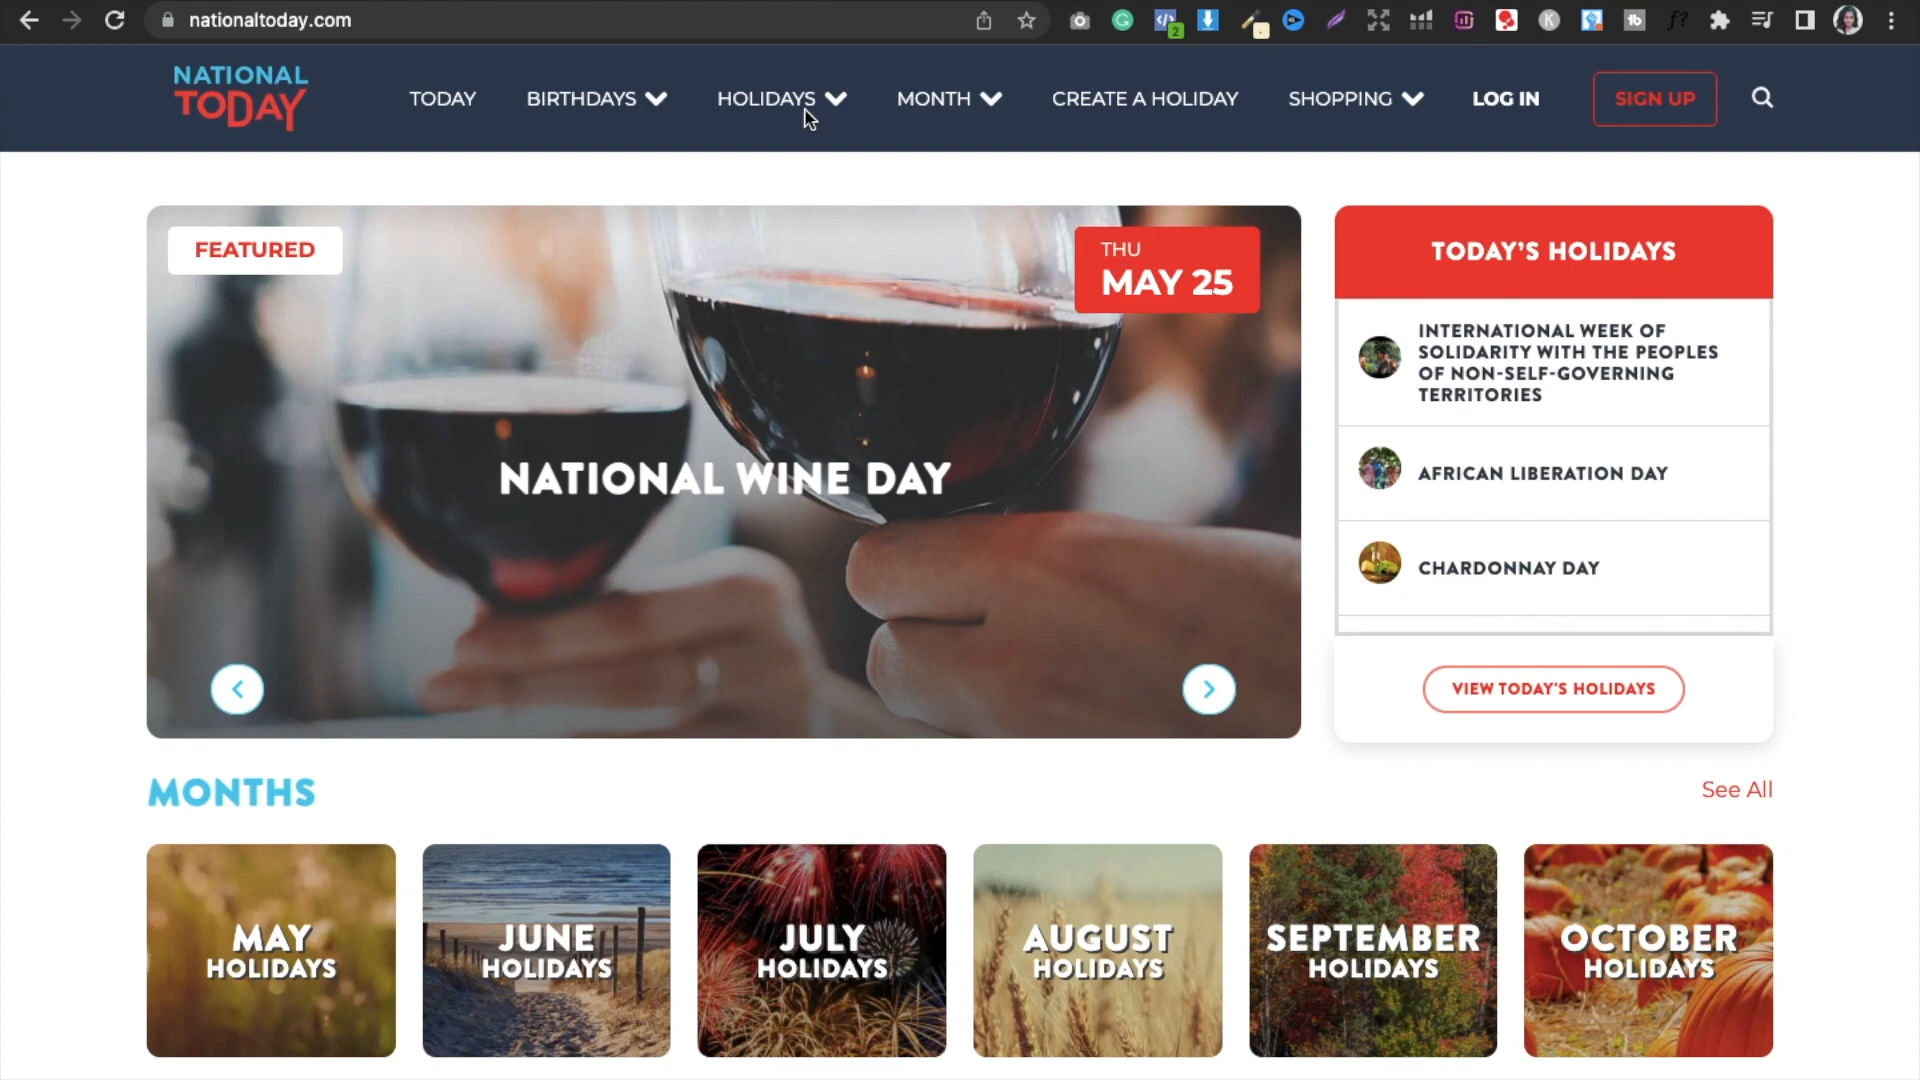 nationaltoday.com
2
NATIONAL
TODAY
TODAY
BIRTHDAYS
HOLIDAYS
MONTH
CREATE A HOLIDAY
SHOPPING
LOG IN
SIGN UP
FEATURED
THU
MAY 25
NATIONAL WINE DAY
TODAY'S HOLIDAYS
INTERNATIONAL WEEK OF
SOLIDARITY WITH THE PEOPLES
OF NON-SELF-GOVERNING
TERRITORIES
AFRICAN LIBERATION DAY
CHARDONNAY DAY
VIEW TODAY'S HOLIDAYS
MONTHS
See All
MAY
HOLIDAYS
JUNE
HOLIDAYS
JULY
HOLIDAYS
AUGUST
HOLIDAYS
SEPTEMBER
HOLIDAYS
OCTOBER
HOLIDAYS